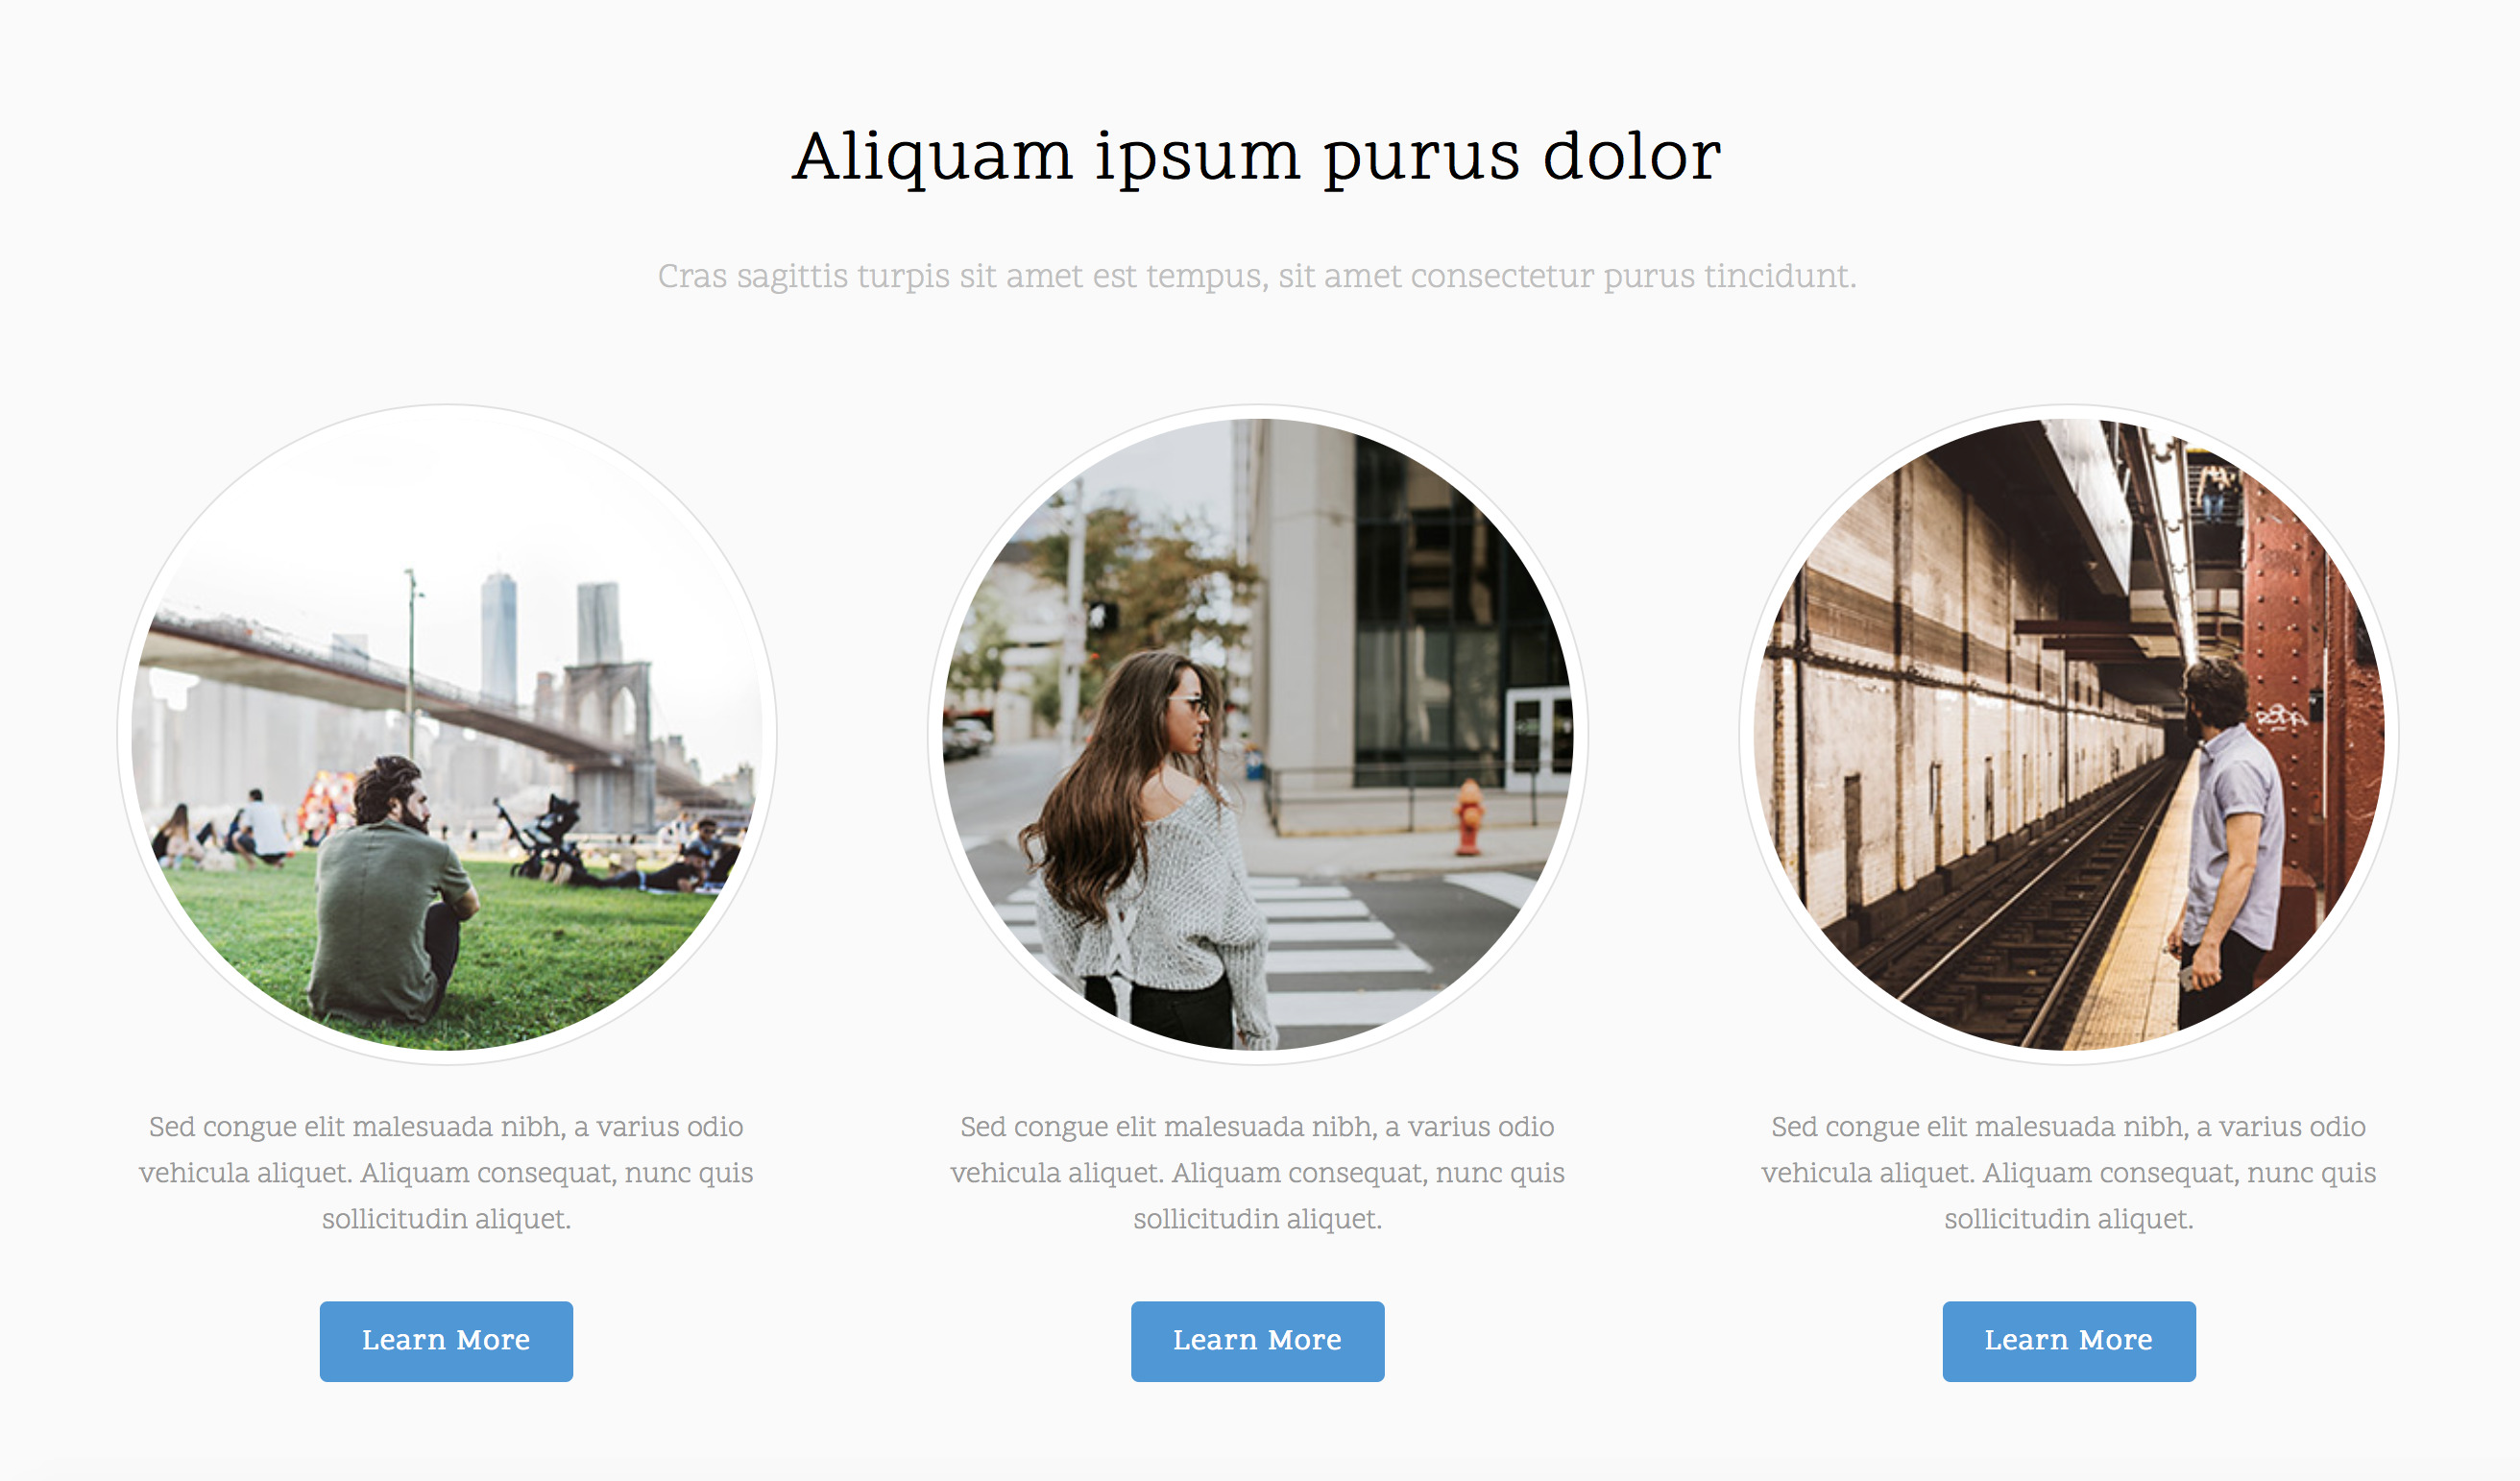 Aliquam ipsum purus dolor
Cras sagittis turpis sit amet est tempus, sit amet consectetur purus tincidunt.
Sed congue elit malesuada nibh, a varius odio
vehicula aliquet. Aliquam consequat, nunc quis
sollicitudin aliquet.
Learn More
Sed congue elit malesuada nibh, a varius odio
vehicula aliquet. Aliquam consequat, nunc quis
sollicitudin aliquet.
Learn More
Sed congue elit malesuada nibh, a varius odio
vehicula aliquet. Aliquam consequat, nunc quis
sollicitudin aliquet.
Learn More